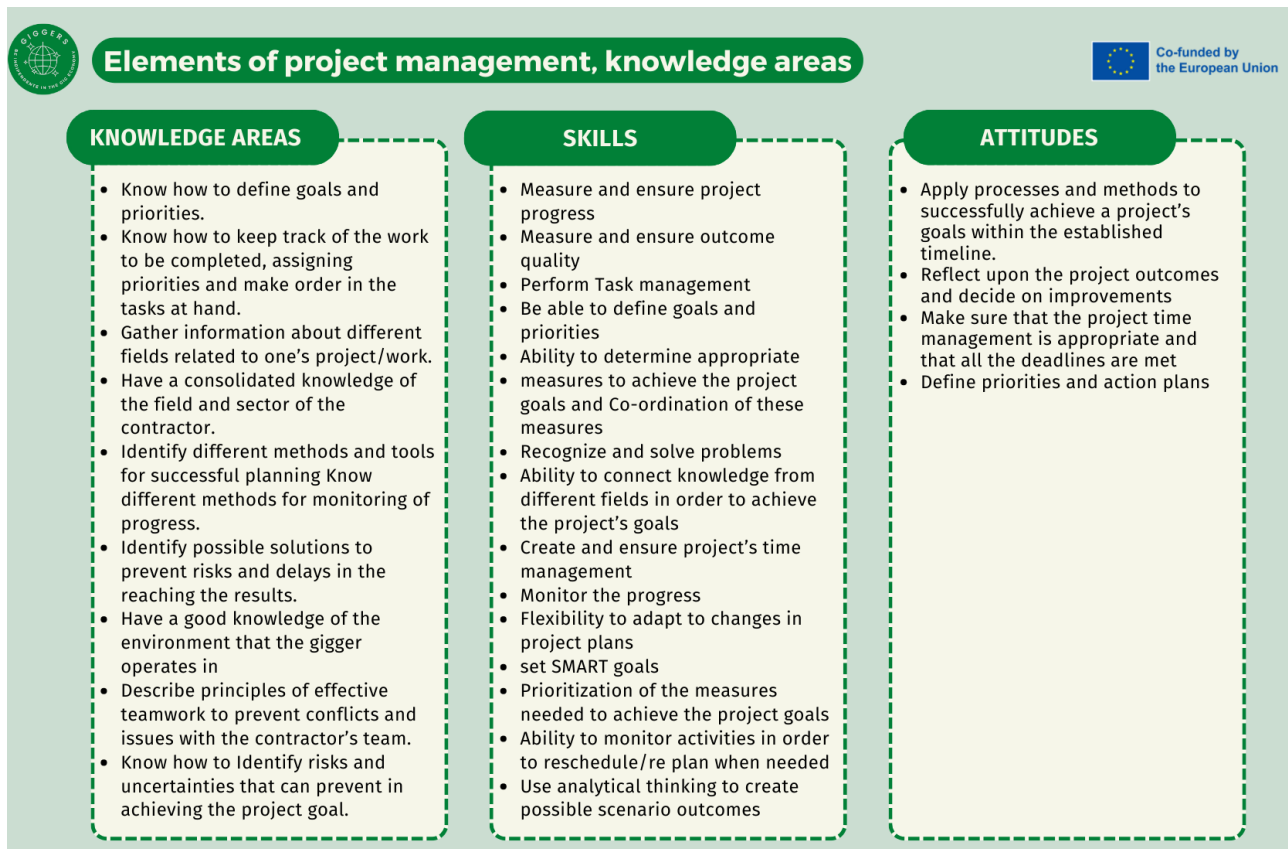 GIGGERS
BE INDEPENDENTE IN THE GIG ECONOMY
Elements of project management, knowledge areas
Co-funded by
the European Union
KNOWLEDGE AREAS
• Know how to define goals and
priorities.
• Know how to keep track of the work
to be completed, assigning
priorities and make order in the
tasks at hand.
• Gather information about different
fields related to one's project/work.
• Have a consolidated knowledge of
the field and sector of the
contractor.
• Identify different methods and tools
for successful planning Know
different methods for monitoring of
progress.
• Identify possible solutions to
prevent risks and delays in the
reaching the results.
• Have a good knowledge of the
environment that the gigger
operates in
• Describe principles of effective
teamwork to prevent conflicts and
issues with the contractor's team.
• Know how to Identify risks and
uncertainties that can prevent in
achieving the project goal.
SKILLS
• Measure and ensure project
progress
• Measure and ensure outcome
quality
• Perform Task management
• Be able to define goals and
priorities
• Ability to determine appropriate
• measures to achieve the project
goals and Co-ordination of these
measures
• Recognize and solve problems
• Ability to connect knowledge from
different fields in order to achieve
the project's goals
• Create and ensure project's time
management
• Monitor the progress
• Flexibility to adapt to changes in
project plans
• set SMART goals
• Prioritization of the measures
needed to achieve the project goals
• Ability to monitor activities in order
to reschedule/re plan when needed
• Use analytical thinking to create
possible scenario outcomes
ATTITUDES
• Apply processes and methods to
successfully achieve a project's
goals within the established
timeline.
• Reflect upon the project outcomes
and decide on improvements
• Make sure that the project time
management is appropriate and
that all the deadlines are met
• Define priorities and action plans